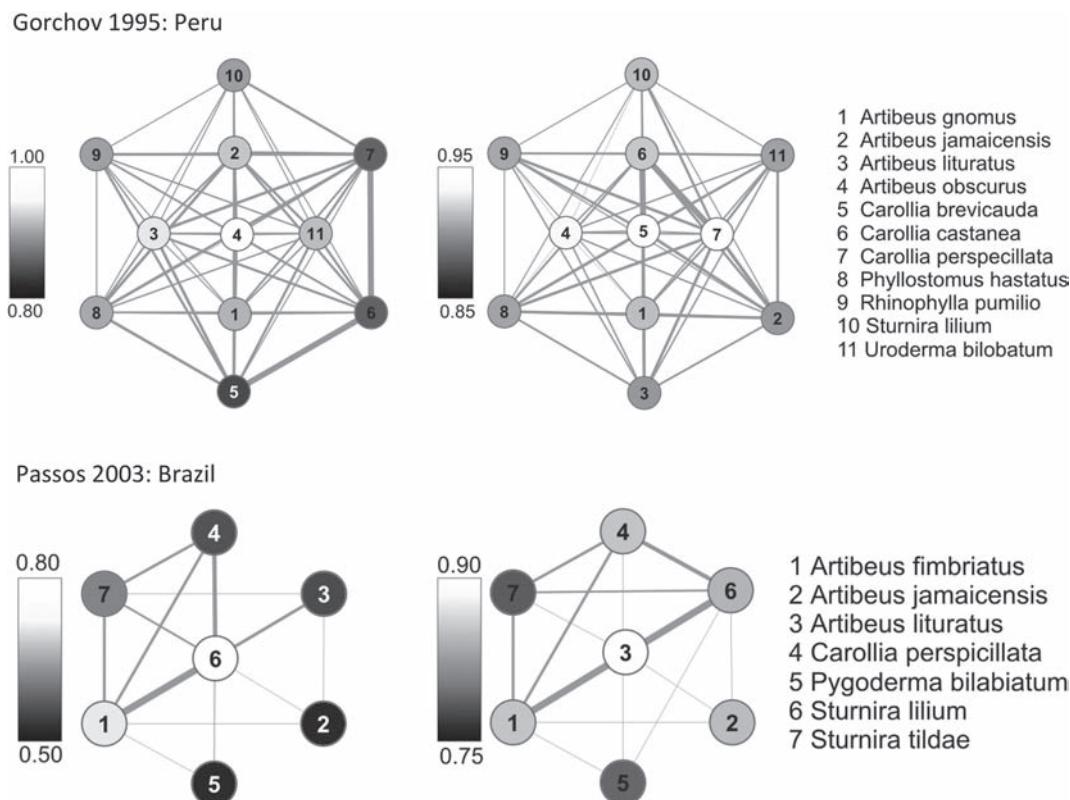 Gorchov 1995: Peru
10
9
2
7
3
4
11
8
1
6
5
1.00
0.80
10
9
6
11
4
5
7
8
1
2
3
0.95
0.85
1 Artibeus gnomus
2 Artibeus jamaicensis
3 Artibeus lituratus
4 Artibeus obscurus
5 Carollia brevicauda
6 Carollia castanea
7 Carollia perspecillata
8 Phyllostomus hastatus
9 Rhinophylla pumilio
10 Sturnira lilium
11 Uroderma bilobatum
Passos 2003: Brazil
0.80
0.50
4
7
3
6
1
2
5
0.90
0.75
4
7
6
3
1
2
5
1 Artibeus fimbriatus
2 Artibeus jamaicensis
3 Artibeus lituratus
4 Carollia perspicillata
5 Pygoderma bilabiatum
6 Sturnira lilium
7 Sturnira tildae